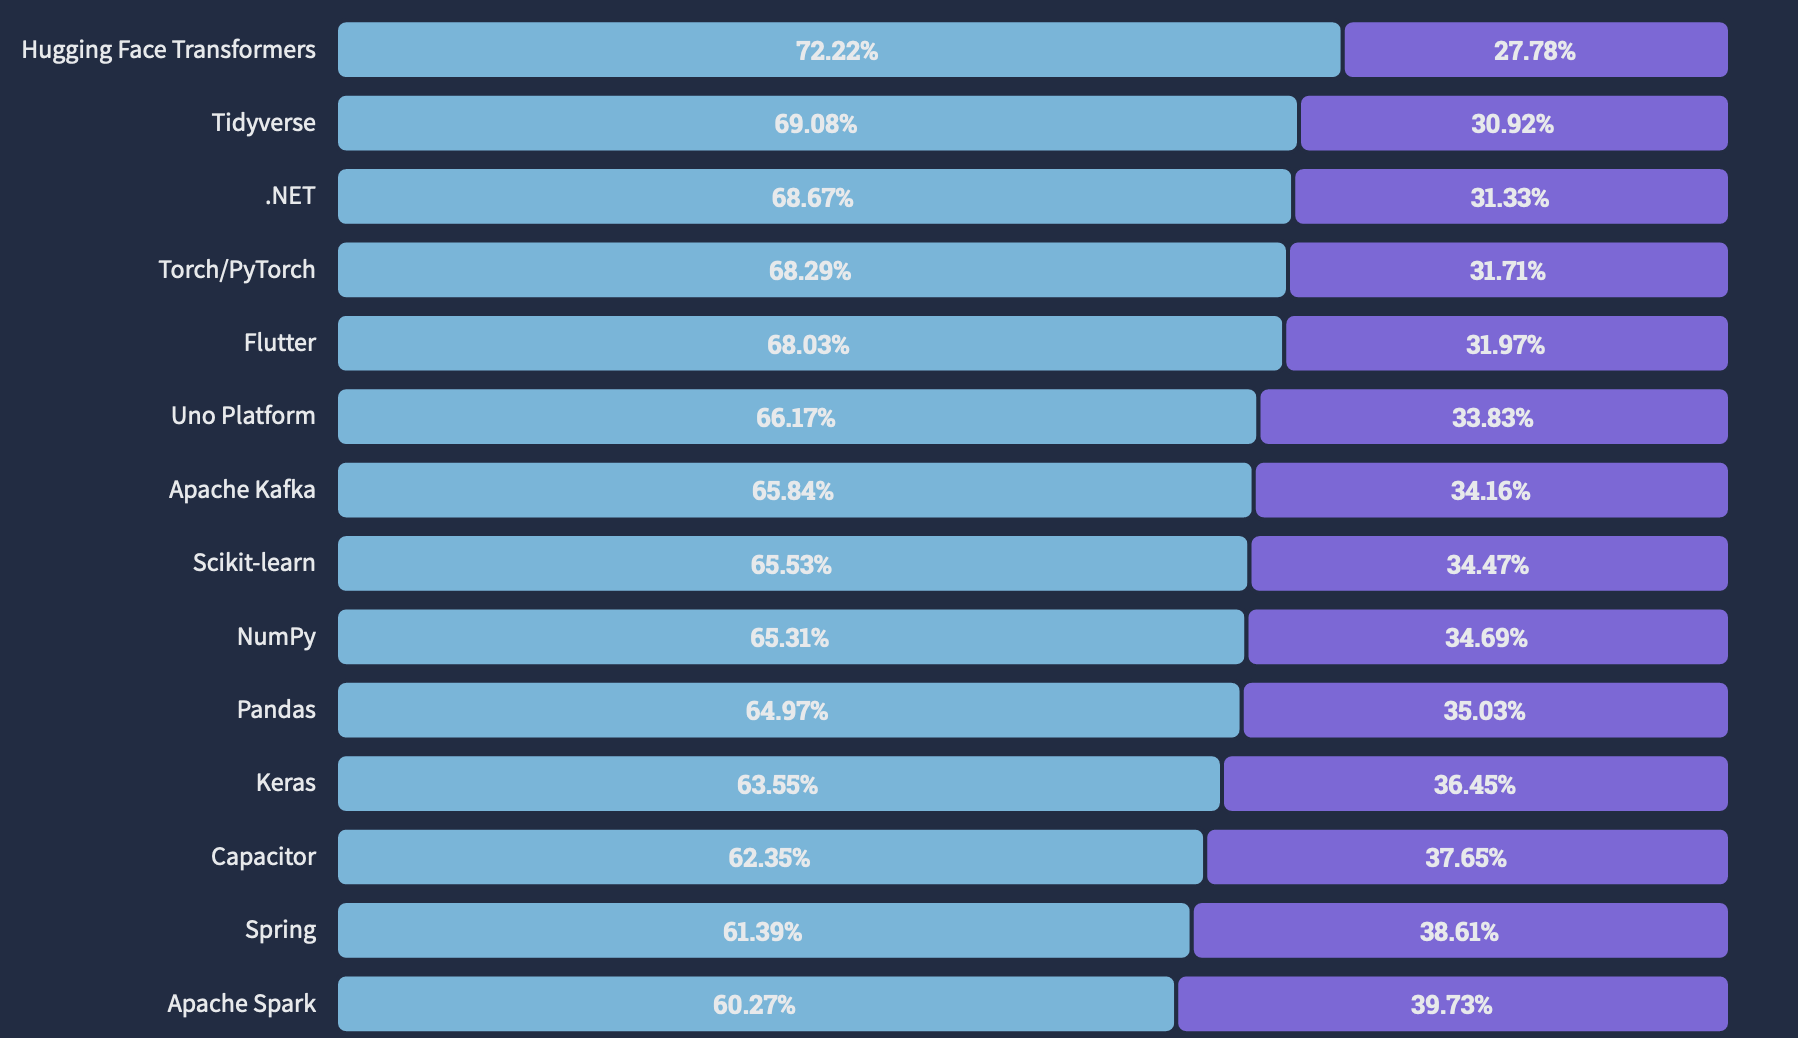 Hugging Face Transformers 72.22% 27.78%
Tidyverse 69.08% 30.92%
.NET 68.67% 31.33%
Torch/PyTorch 68.29% 31.71%
Flutter 68.03% 31.97%
Uno Platform 66.17% 33.83%
Apache Kafka 65.84% 34.16%
Scikit-learn 65.53% 34.47%
NumPy 65.31% 34.69%
Pandas 64.97% 35.03%
Keras 63.55% 36.45%
Capacitor 62.35% 37.65%
Spring 61.39% 38.61%
Apache Spark 60.27% 39.73%